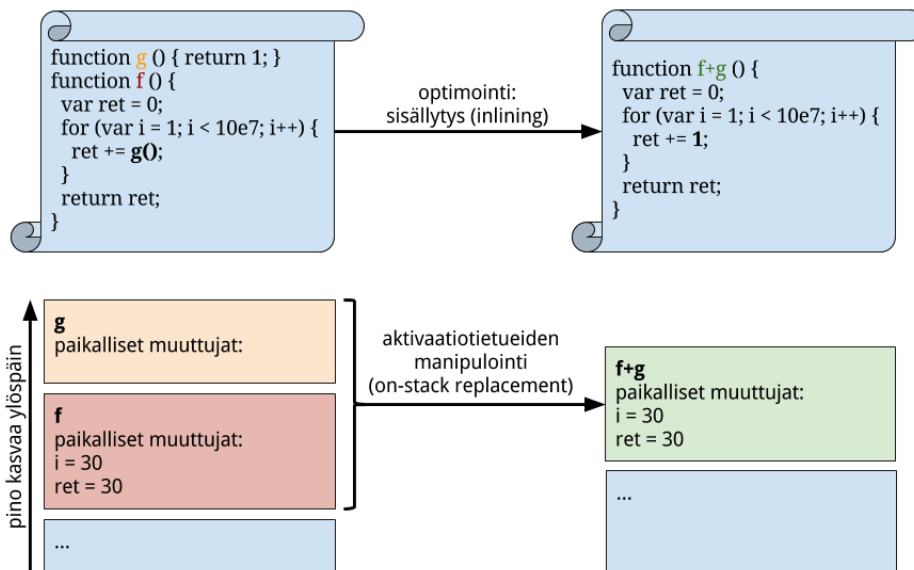 function g () { return 1; }
function f () {
var ret = 0;
for (var i = 1; i < 10e7; i++) {
ret += g();
}
return ret;
}
optimointi:
sisällytys (inlining)
function f+g () {
var ret = 0;
for (var i = 1; i < 10e7; i++) {
ret += 1;
}
return ret;
}
pino kasvaa ylöspäin
g
paikalliset muuttujat:
f
paikalliset muuttujat:
i = 30
ret = 30
...
aktivaatiotietueiden
manipulointi
(on-stack replacement)
f+g
paikalliset muuttujat:
i = 30
ret = 30
...